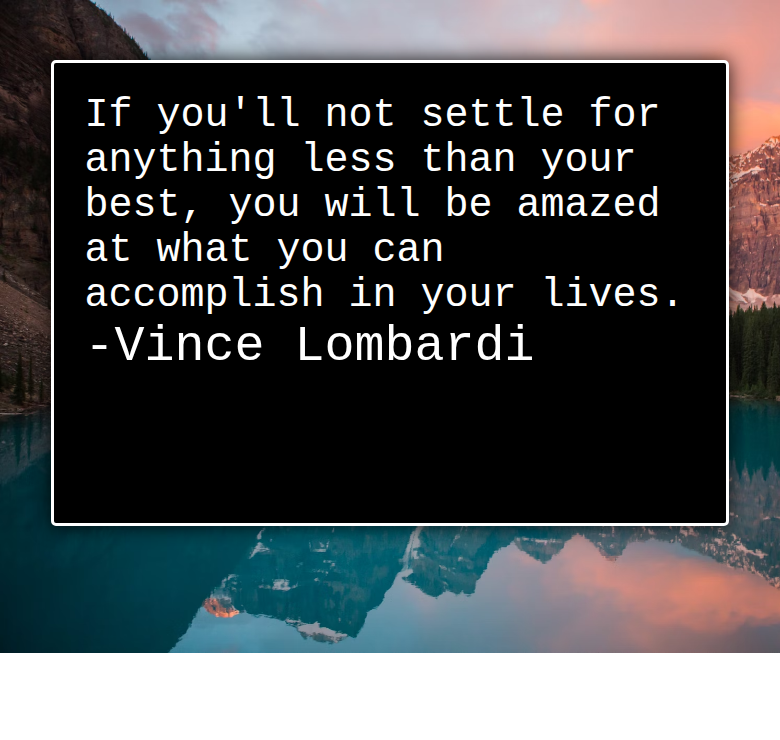 If you'll not settle for
anything less than your
best, you will be amazed
at what you can
accomplish in your lives.
-Vince Lombardi